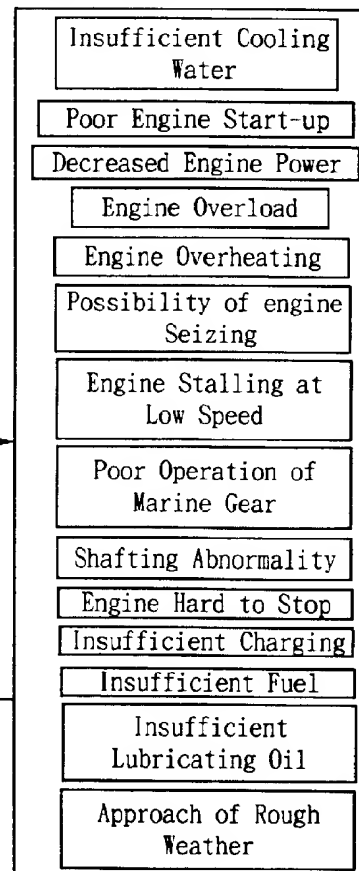 Insufficient Cooling
Water
Poor Engine Start-up
Decreased Engine Power
Engine Overload
Engine Overheating
Possibility of engine
Seizing
Engine Stalling at
Low Speed
Poor Operation of
Marine Gear
Shafting Abnormality
Engine Hard to Stop
Insufficient Charging
Insufficient Fuel
Insufficient
Lubricating Oil
Approach of Rough
Weather